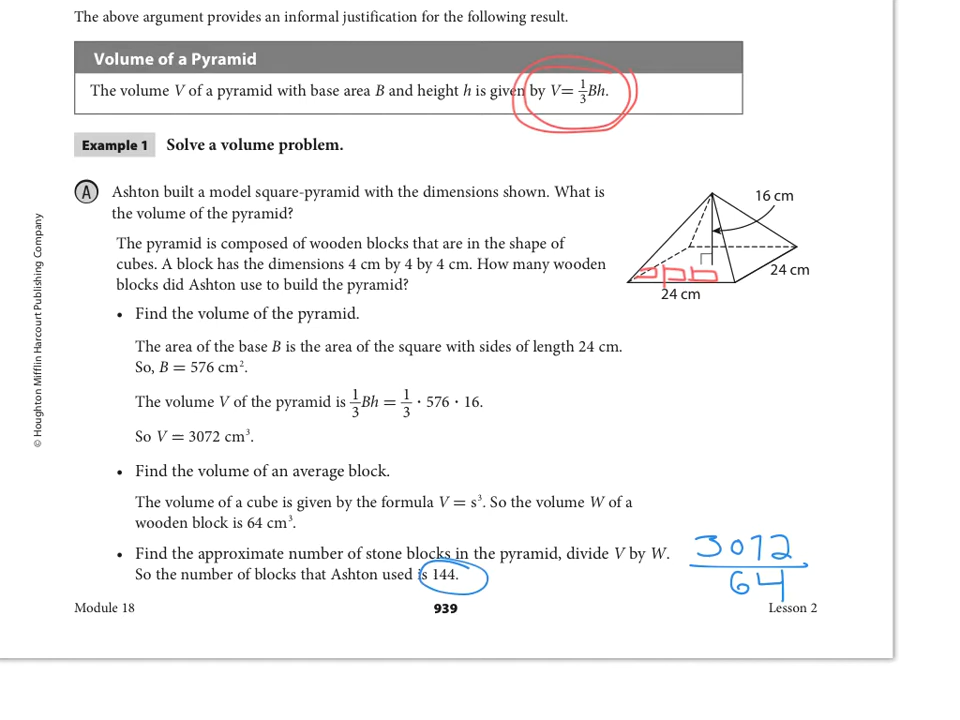 The above argument provides an informal justification for the following result.
Volume of a Pyramid
The volume V of a pyramid with base area B and height h is given by V= 1/3 Bh.
Example 1 Solve a volume problem.
A Ashton built a model square-pyramid with the dimensions shown. What is
the volume of the pyramid?
The pyramid is composed of wooden blocks that are in the shape of
cubes. A block has the dimensions 4 cm by 4 by 4 cm. How many wooden
blocks did Ashton use to build the pyramid?
16 cm
24 cm
24 cm
• Find the volume of the pyramid.
The area of the base B is the area of the square with sides of length 24 cm.
So, B = 576 cm².
The volume V of the pyramid is 1/3 Bh = 1/3 · 576 · 16.
So V = 3072 cm³.
• Find the volume of an average block.
The volume of a cube is given by the formula V = s³. So the volume W of a
wooden block is 64 cm³.
• Find the approximate number of stone blocks in the pyramid, divide V by W.
So the number of blocks that Ashton used is 144.
3072
64
Module 18
939
Lesson 2
© Houghton Mifflin Harcourt Publishing Company